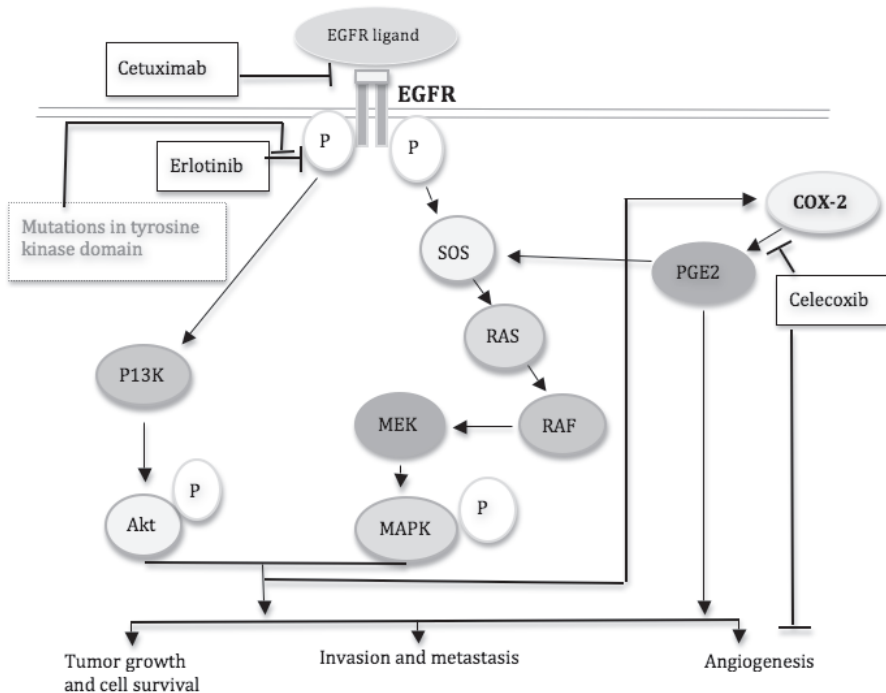 EGFR ligand
Cetuximab
EGFR
P
P
Erlotinib
Mutations in tyrosine
kinase domain
COX-2
SOS
PGE2
Celecoxib
RAS
P13K
MEK
RAF
P
Akt
P
MAPK
Tumor growth
and cell survival
Invasion and metastasis
Angiogenesis